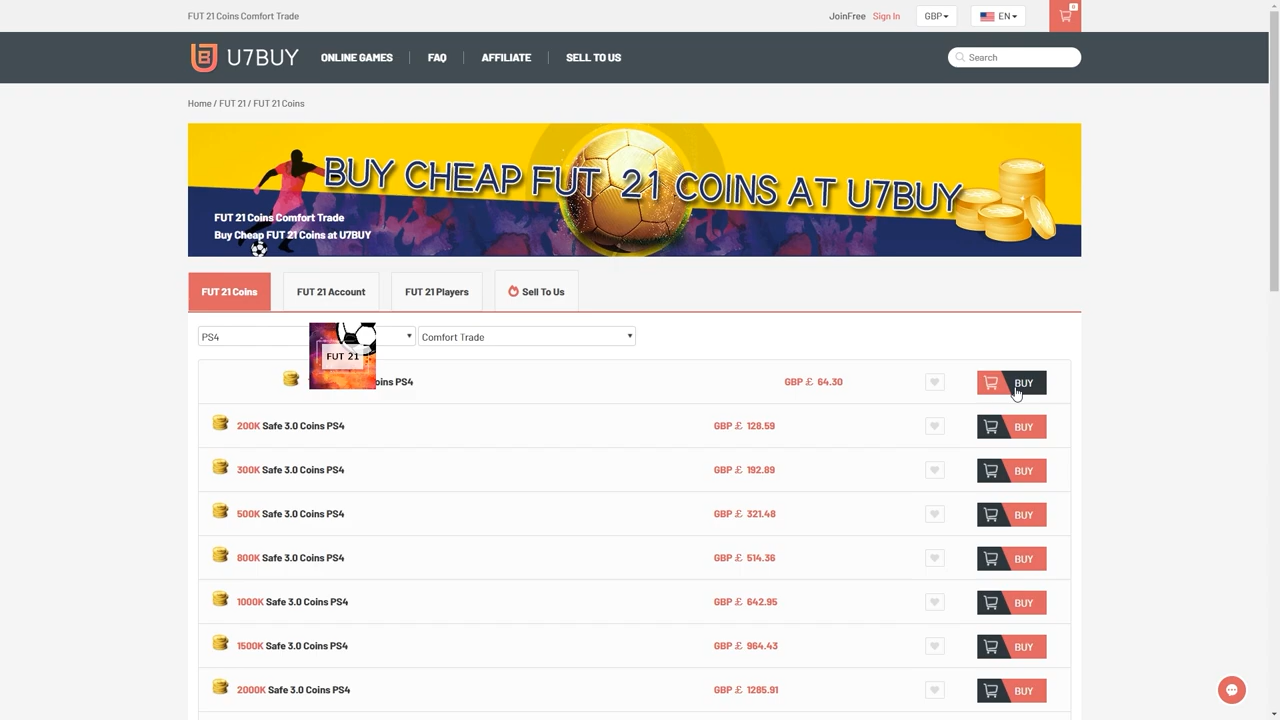 FUT 21 Coins Comfort Trade
JoinFree Sign In GBP EN 0
U7BUY ONLINE GAMES FAQ AFFILIATE SELL TO US Search
Home / FUT 21 / FUT 21 Coins
BUY CHEAP FUT 21 COINS AT U7BUY
FUT 21 Coins Comfort Trade
Buy Cheap FUT 21 Coins at U7BUY
FUT 21 Coins FUT 21 Account FUT 21 Players Sell To Us
PS4 Comfort Trade
FUT 21
PS4 GBP £ 64.30 BUY
200K Safe 3.0 Coins PS4 GBP £ 128.59 BUY
300K Safe 3.0 Coins PS4 GBP £ 192.89 BUY
500K Safe 3.0 Coins PS4 GBP £ 321.48 BUY
800K Safe 3.0 Coins PS4 GBP £ 514.36 BUY
1000K Safe 3.0 Coins PS4 GBP £ 642.95 BUY
1500K Safe 3.0 Coins PS4 GBP £ 964.43 BUY
2000K Safe 3.0 Coins PS4 GBP £ 1285.91 BUY